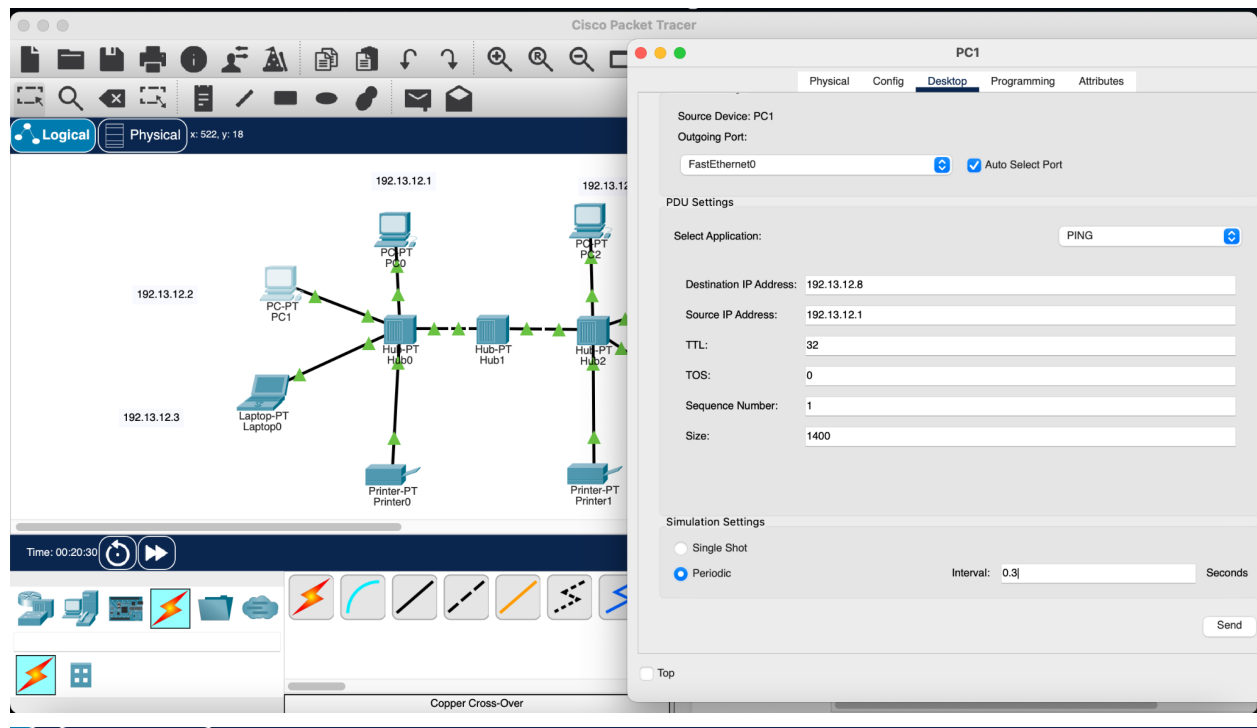 Cisco Packet Tracer
Logical
Physical
x: 522, y: 18
192.13.12.1
192.13.12
PC-PT
PC0
PC-PT
PC2
192.13.12.2
PC-PT
PC1
Hub-PT
Hub0
Hub-PT
Hub1
Hub-PT
Hub2
192.13.12.3
Laptop-PT
Laptop0
Printer-PT
Printer0
Printer-PT
Printer1
Time: 00:20:30
Copper Cross-Over
PC1
Physical Config Desktop Programming Attributes
Source Device: PC1
Outgoing Port:
FastEthernet0
Auto Select Port
PDU Settings
Select Application: PING
Destination IP Address: 192.13.12.8
Source IP Address: 192.13.12.1
TTL: 32
TOS: 0
Sequence Number: 1
Size: 1400
Simulation Settings
Single Shot
Periodic Interval: 0.3 Seconds
Send
Top